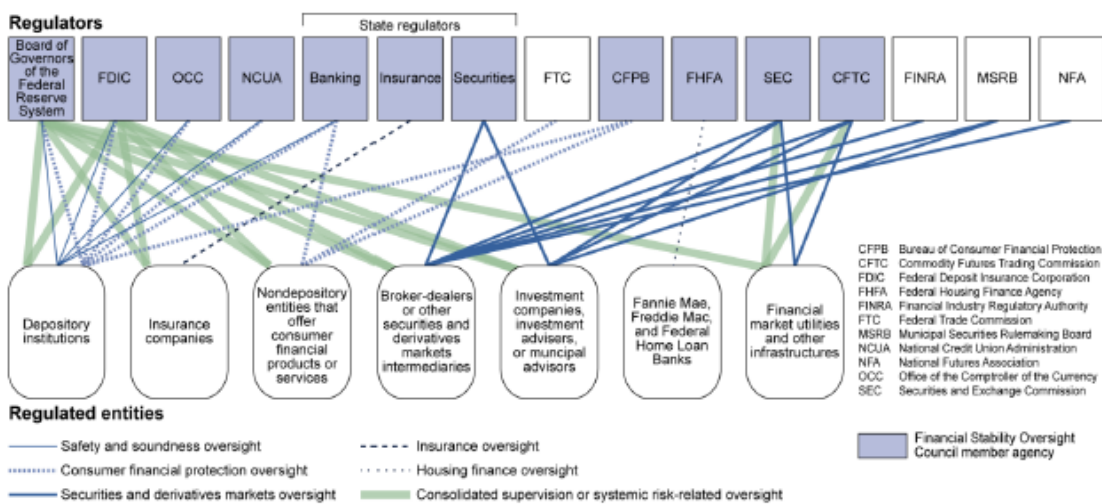 Regulators
State regulators
Board of
Governors
of the
Federal
Reserve
System
FDIC
OCC
NCUA
Banking
Insurance
Securities
FTC
CFPB
FHFA
SEC
CFTC
FINRA
MSRB
NFA
Depository
institutions
Insurance
companies
Nondepository
entities that
offer
consumer
financial
products or
services
Broker-dealers
or other
securities and
derivatives
markets
intermediaries
Investment
companies,
investment
advisers,
or muncipal
advisors
Fannie Mae,
Freddie Mac,
and Federal
Home Loan
Banks
Financial
market utilities
and other
infrastructures
CFPB Bureau of Consumer Financial Protection
CFTC Commodity Futures Trading Commission
FDIC Federal Deposit Insurance Corporation
FHFA Federal Housing Finance Agency
FINRA Financial Industry Regulatory Authority
FTC Federal Trade Commission
MSRB Municipal Securities Rulemaking Board
NCUA National Credit Union Administration
NFA National Futures Association
OCC Office of the Comptroller of the Currency
SEC Securities and Exchange Commission
Regulated entities
Safety and soundness oversight
Consumer financial protection oversight
Securities and derivatives markets oversight
Insurance oversight
Housing finance oversight
Consolidated supervision or systemic risk-related oversight
Financial Stability Oversight
Council member agency